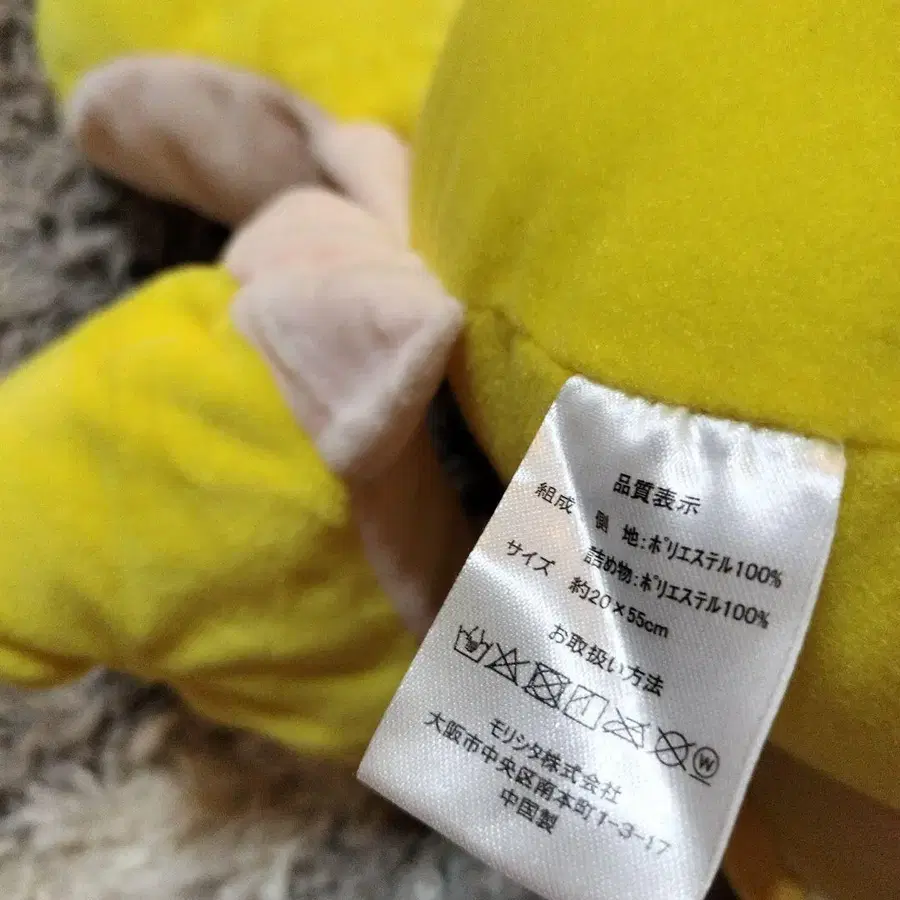 品質表示
組成 側 地:ポリエステル100%
詰め物:ポリエステル100%
サイズ 約20×55cm
お取扱い方法
W
モリシタ株式会社
大阪市中央区南本町1-3-17
中国製